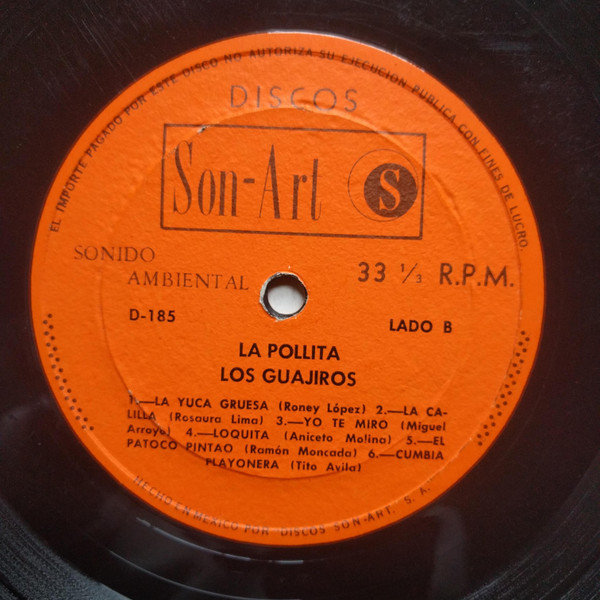 EL IMPORTE PAGADO POR ESTE DISCO NO AUTORIZA SU EJECUCION PUBLICA CON FINES DE LUCRO.
DISCOS
Son-Art S
SONIDO
AMBIENTAL
33 1/3 R.P.M.
D-185
LADO B
LA POLLITA
LOS GUAJIROS
1.—LA YUCA GRUESA (Roney López) 2.—LA CA-
LILLA (Rosaura Lima) 3.—YO TE MIRO (Miguel
Arroyo) 4.—LOQUITA (Aniceto Molina) 5.—EL
PATOCO PINTAO (Ramón Moncada) 6.—CUMBIA
PLAYONERA (Tito Avila)
HECHO EN MEXICO POR "DISCOS SON-ART, S. A."